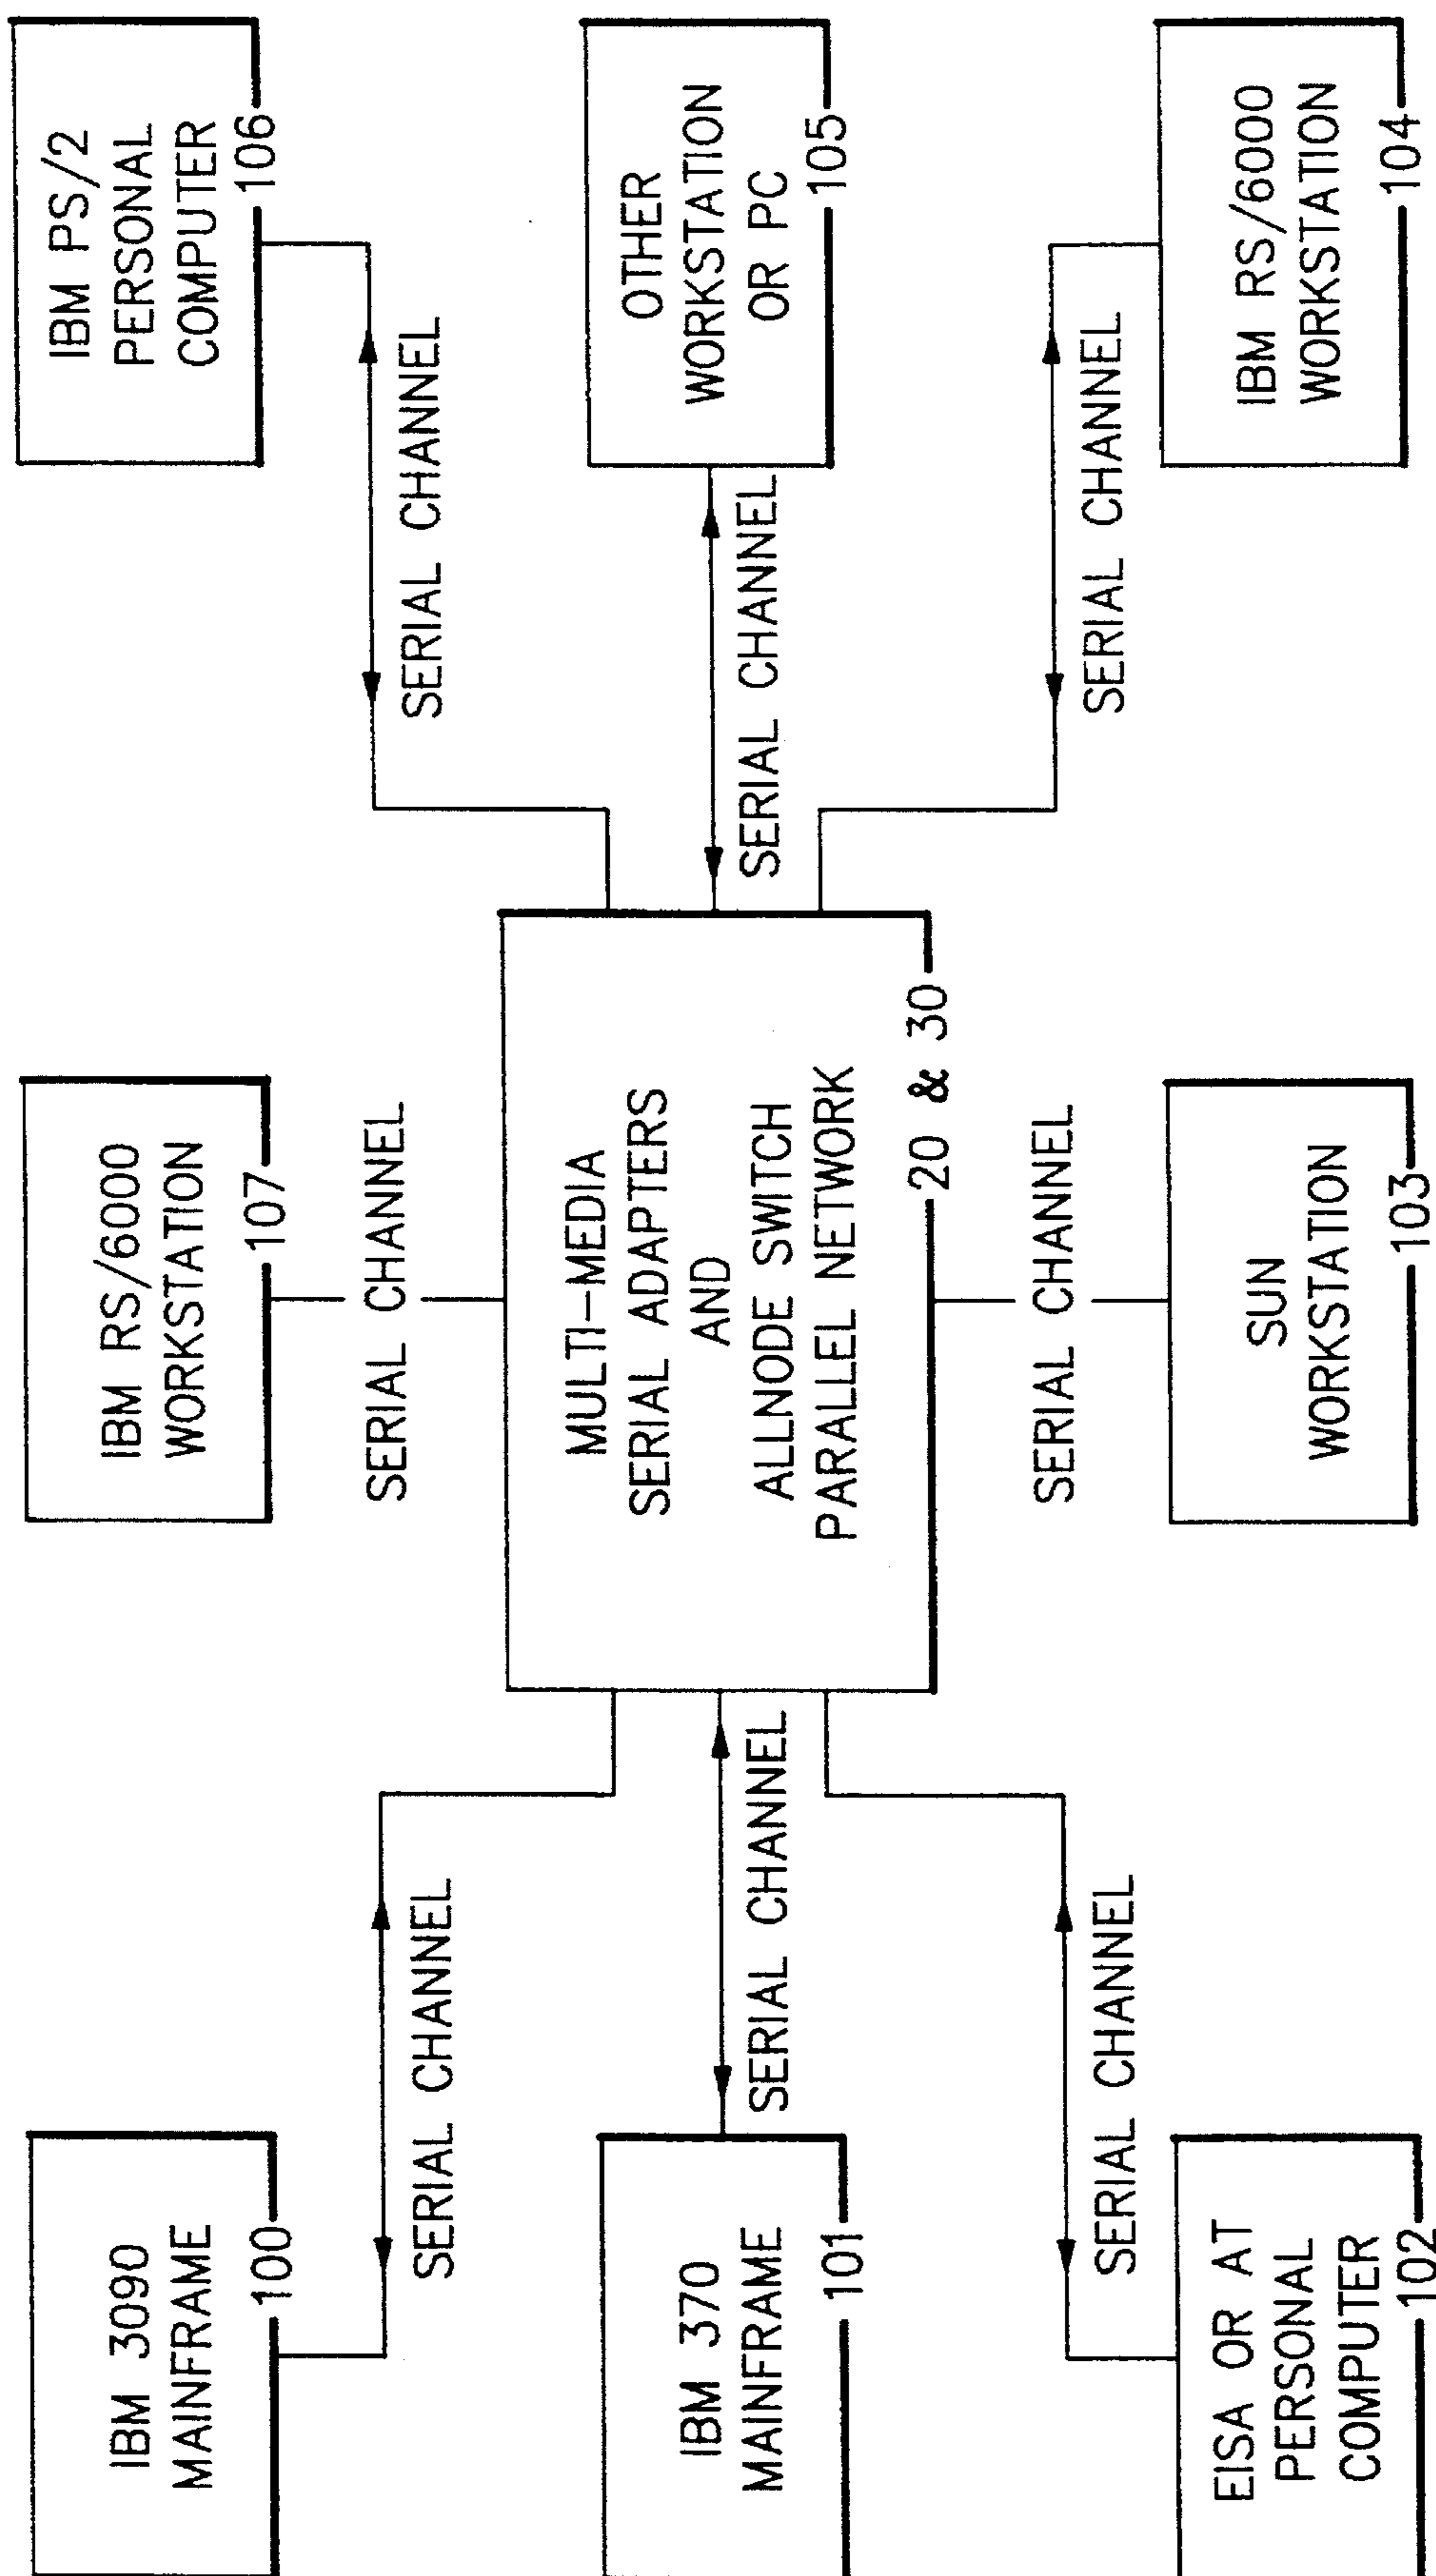 IBM 3090
MAINFRAME
100
SERIAL CHANNEL
IBM 370
MAINFRAME
101
SERIAL CHANNEL
EISA OR AT
PERSONAL
COMPUTER
102
SERIAL CHANNEL
IBM RS/6000
WORKSTATION
107
SERIAL CHANNEL
MULTI-MEDIA
SERIAL ADAPTERS
AND
ALLNODE SWITCH
PARALLEL NETWORK
20 & 30
SERIAL CHANNEL
SUN
WORKSTATION
103
IBM PS/2
PERSONAL
COMPUTER
106
SERIAL CHANNEL
OTHER
WORKSTATION
OR PC
105
SERIAL CHANNEL
IBM RS/6000
WORKSTATION
104
SERIAL CHANNEL